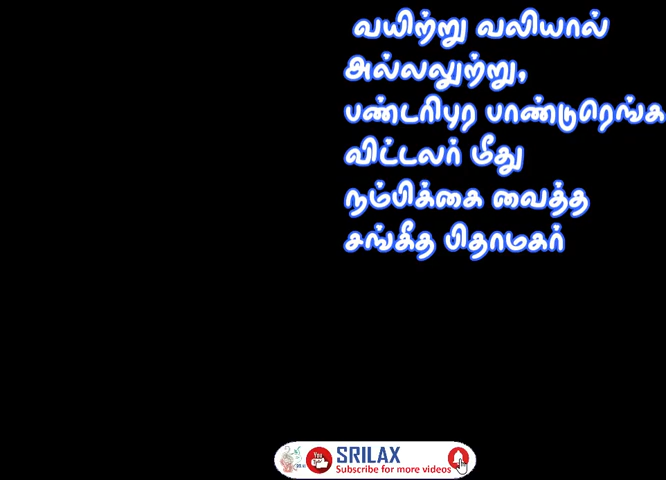 வயிற்று வலியால்
அல்லலுற்று,
பண்டரிபுர பாண்டுரெங்க
விட்டலர் மீது
நம்பிக்கை வைத்த
சங்கீத பிதாமகர்
SRILAX
Subscribe for more videos